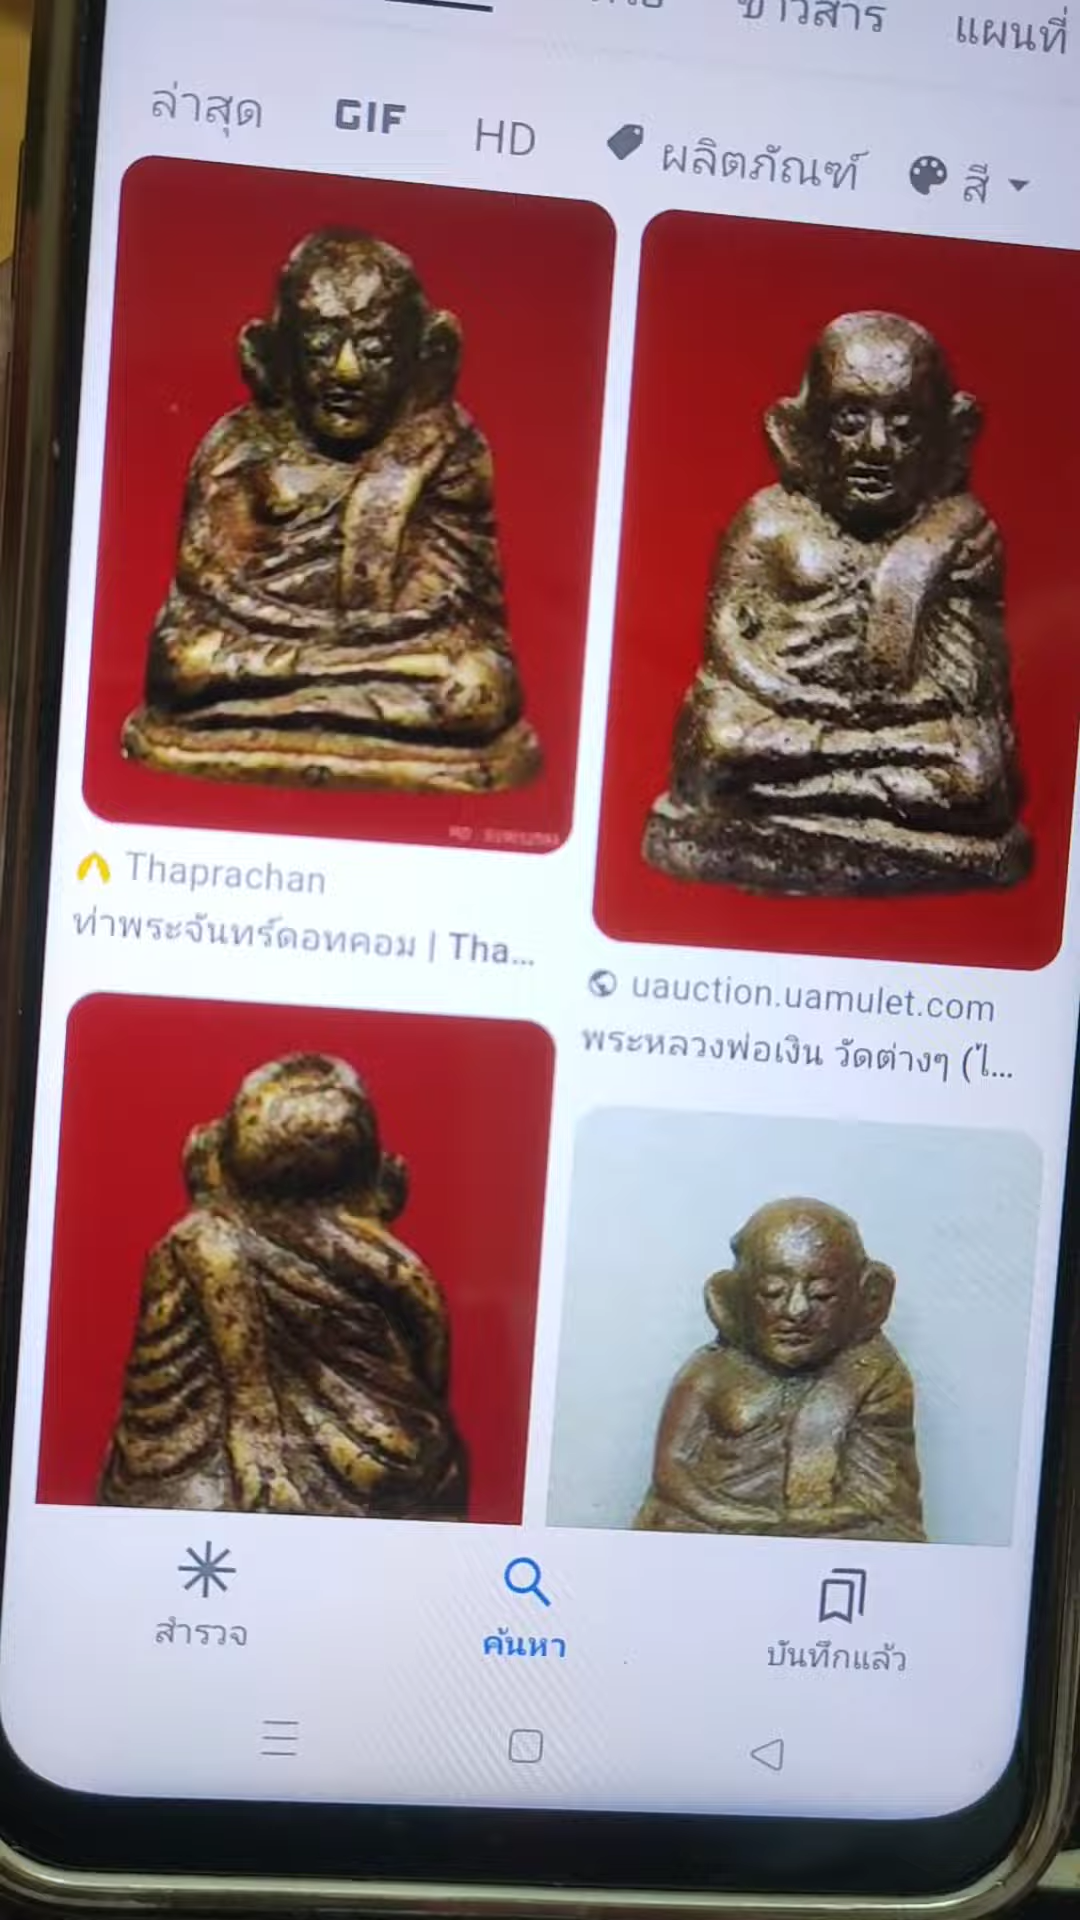 ข่าวสาร
แผนที่
ล่าสุด
GIF
HD
ผลิตภัณฑ์
สี
Thaprachan
ท่าพระจันทร์ดอทคอม | Tha...
uauction.uamulet.com
พระหลวงพ่อเงิน วัดต่างๆ (ไ...
สำรวจ
ค้นหา
บันทึกแล้ว